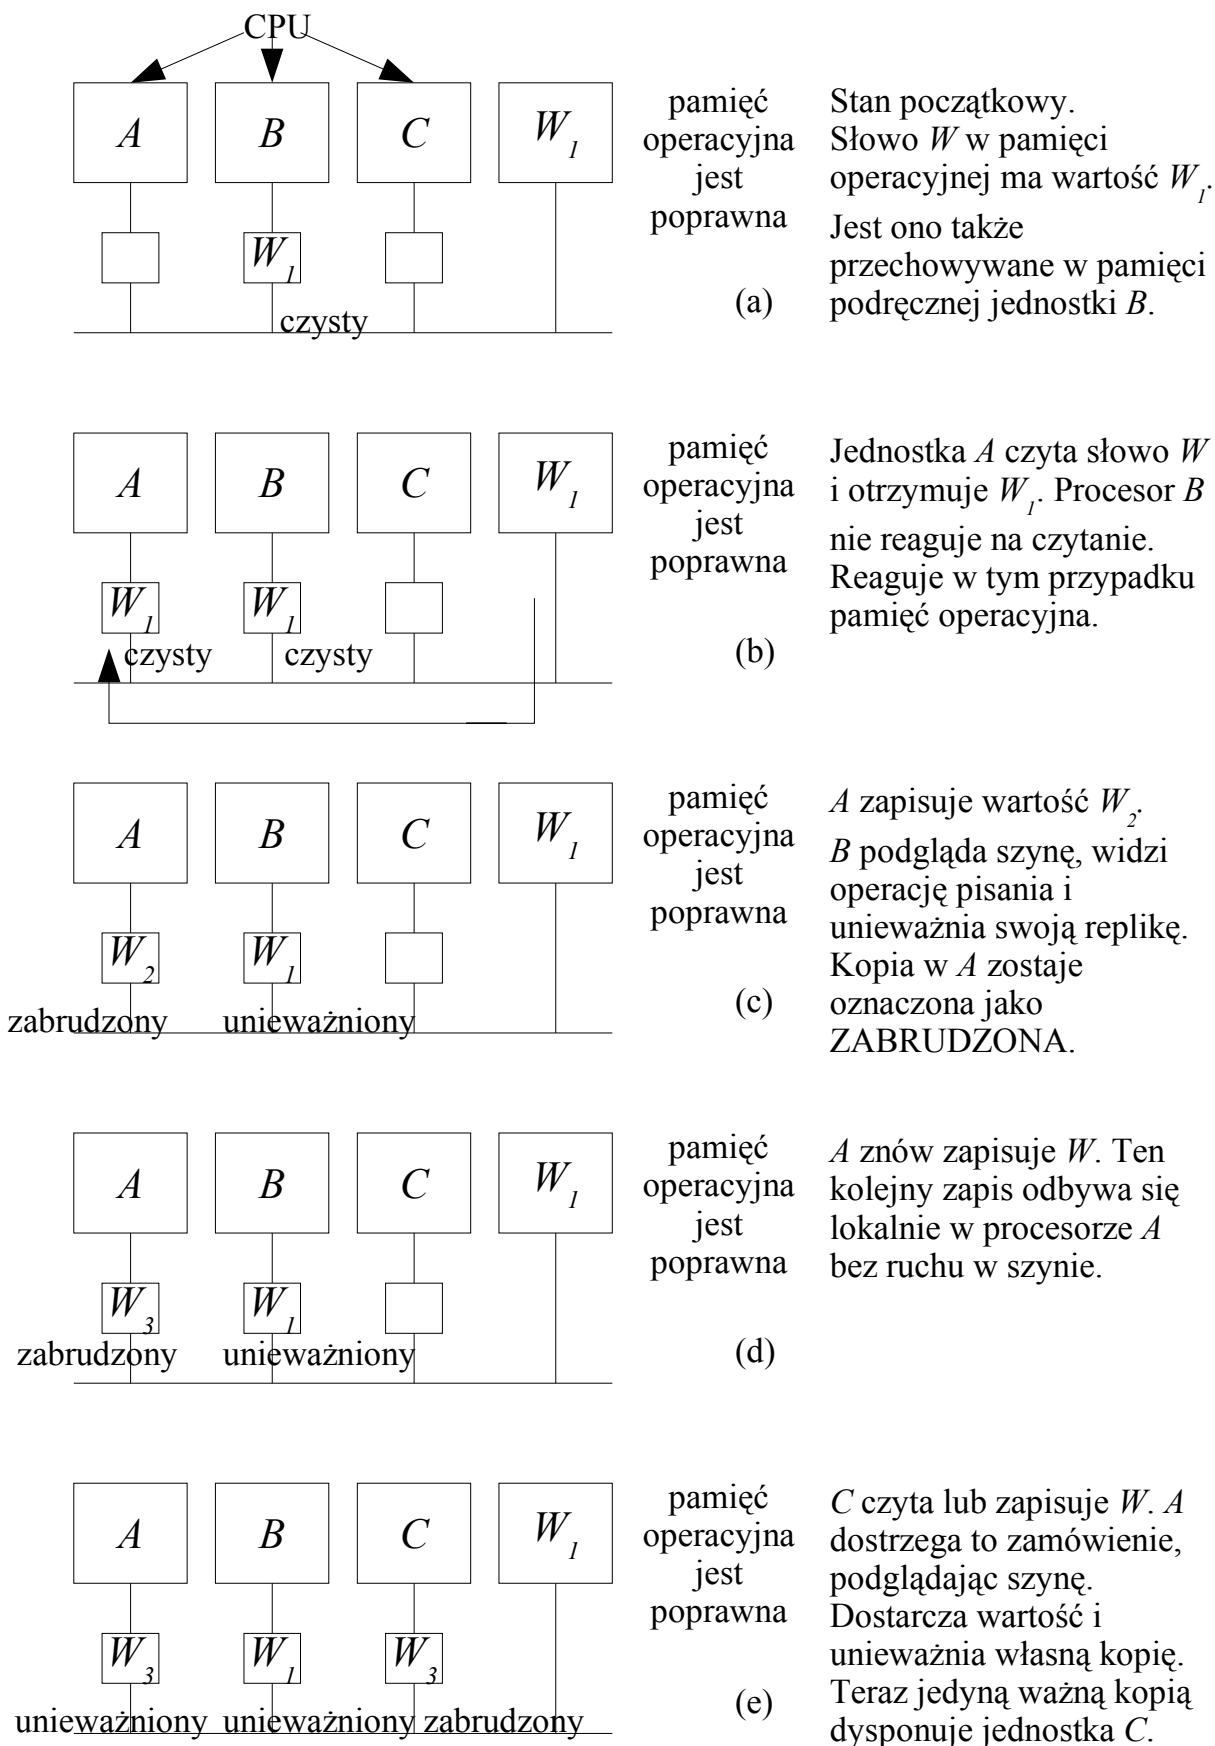 CPU
A B C W1
pamięć
operacyjna
jest
poprawna
W1
czysty
(a)
Stan początkowy.
Słowo W w pamięci
operacyjnej ma wartość W1.
Jest ono także
przechowywane w pamięci
podręcznej jednostki B.
A B C W1
pamięć
operacyjna
jest
poprawna
W1 W1
czysty czysty
(b)
Jednostka A czyta słowo W
i otrzymuje W1. Procesor B
nie reaguje na czytanie.
Reaguje w tym przypadku
pamięć operacyjna.
A B C W1
pamięć
operacyjna
jest
poprawna
W2 W1
zabrudzony unieważniony
(c)
A zapisuje wartość W2.
B podgląda szynę, widzi
operację pisania i
unieważnia swoją replikę.
Kopia w A zostaje
oznaczona jako
ZABRUDZONA.
A B C W1
pamięć
operacyjna
jest
poprawna
W3 W1
zabrudzony unieważniony
(d)
A znów zapisuje W. Ten
kolejny zapis odbywa się
lokalnie w procesorze A
bez ruchu w szynie.
A B C W1
pamięć
operacyjna
jest
poprawna
W3 W1 W3
unieważniony unieważniony zabrudzony
(e)
C czyta lub zapisuje W. A
dostrzega to zamówienie,
podglądając szynę.
Dostarcza wartość i
unieważnia własną kopię.
Teraz jedyną ważną kopią
dysponuje jednostka C.